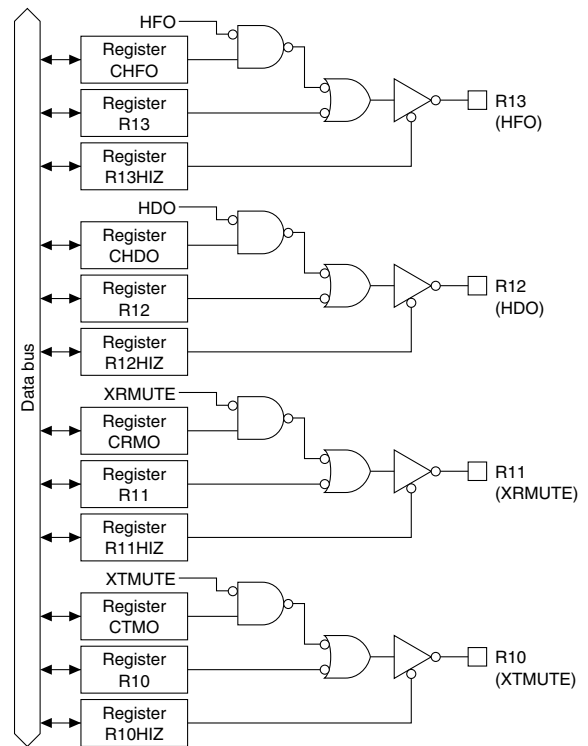 HFO
Register
CHFO
Register
R13
Register
R13HIZ
R13
(HFO)
HDO
Register
CHDO
Register
R12
Register
R12HIZ
R12
(HDO)
Data bus
XRMUTE
Register
CRMO
Register
R11
Register
R11HIZ
R11
(XRMUTE)
XTMUTE
Register
CTMO
Register
R10
Register
R10HIZ
R10
(XTMUTE)